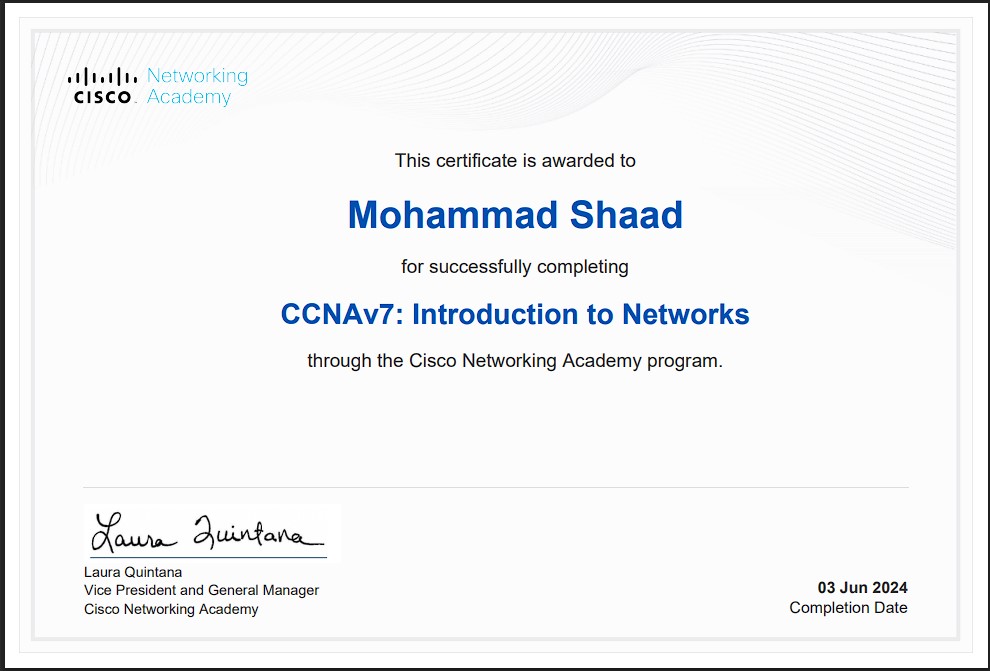 Networking
CISCO. Academy
This certificate is awarded to
Mohammad Shaad
for successfully completing
CCNAv7: Introduction to Networks
through the Cisco Networking Academy program.
Laura Quintana
Laura Quintana
Vice President and General Manager
Cisco Networking Academy
03 Jun 2024
Completion Date